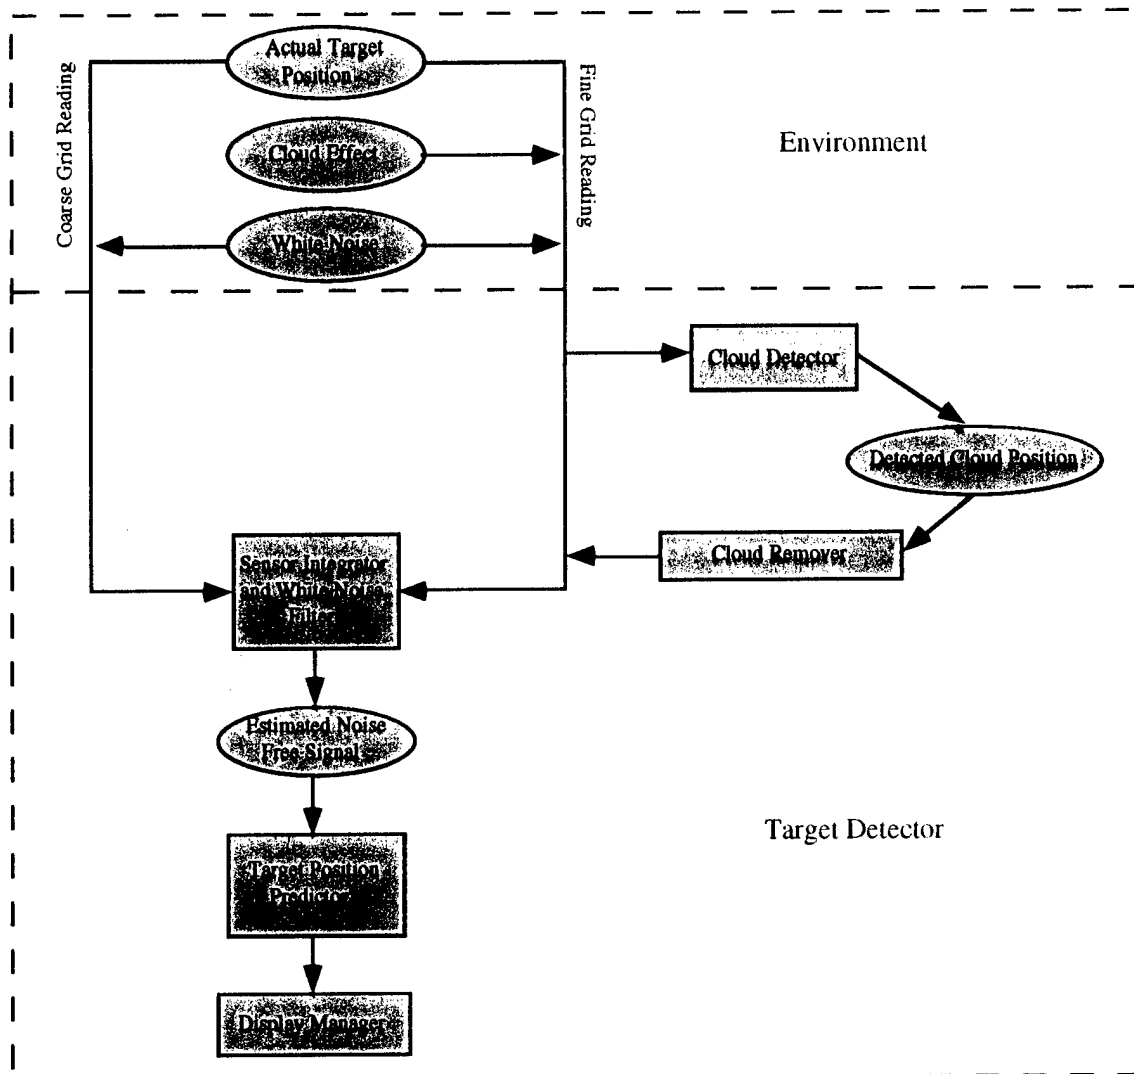 Actual Target
Position
Coarse Grid Reading
Fine Grid Reading
Cloud Effect
White Noise
Environment
Cloud Detector
Detected Cloud Position
Cloud Remover
Sensor Integrator
and White Noise
Filter
Estimated Noise
Free Signal
Target Position
Predictor
Target Detector
Display Manager